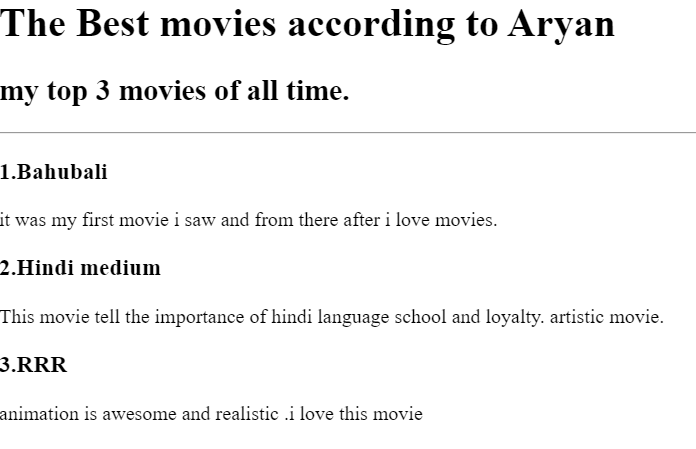 The Best movies according to Aryan
my top 3 movies of all time.
1.Bahubali
it was my first movie i saw and from there after i love movies.
2.Hindi medium
This movie tell the importance of hindi language school and loyalty. artistic movie.
3.RRR
animation is awesome and realistic .i love this movie